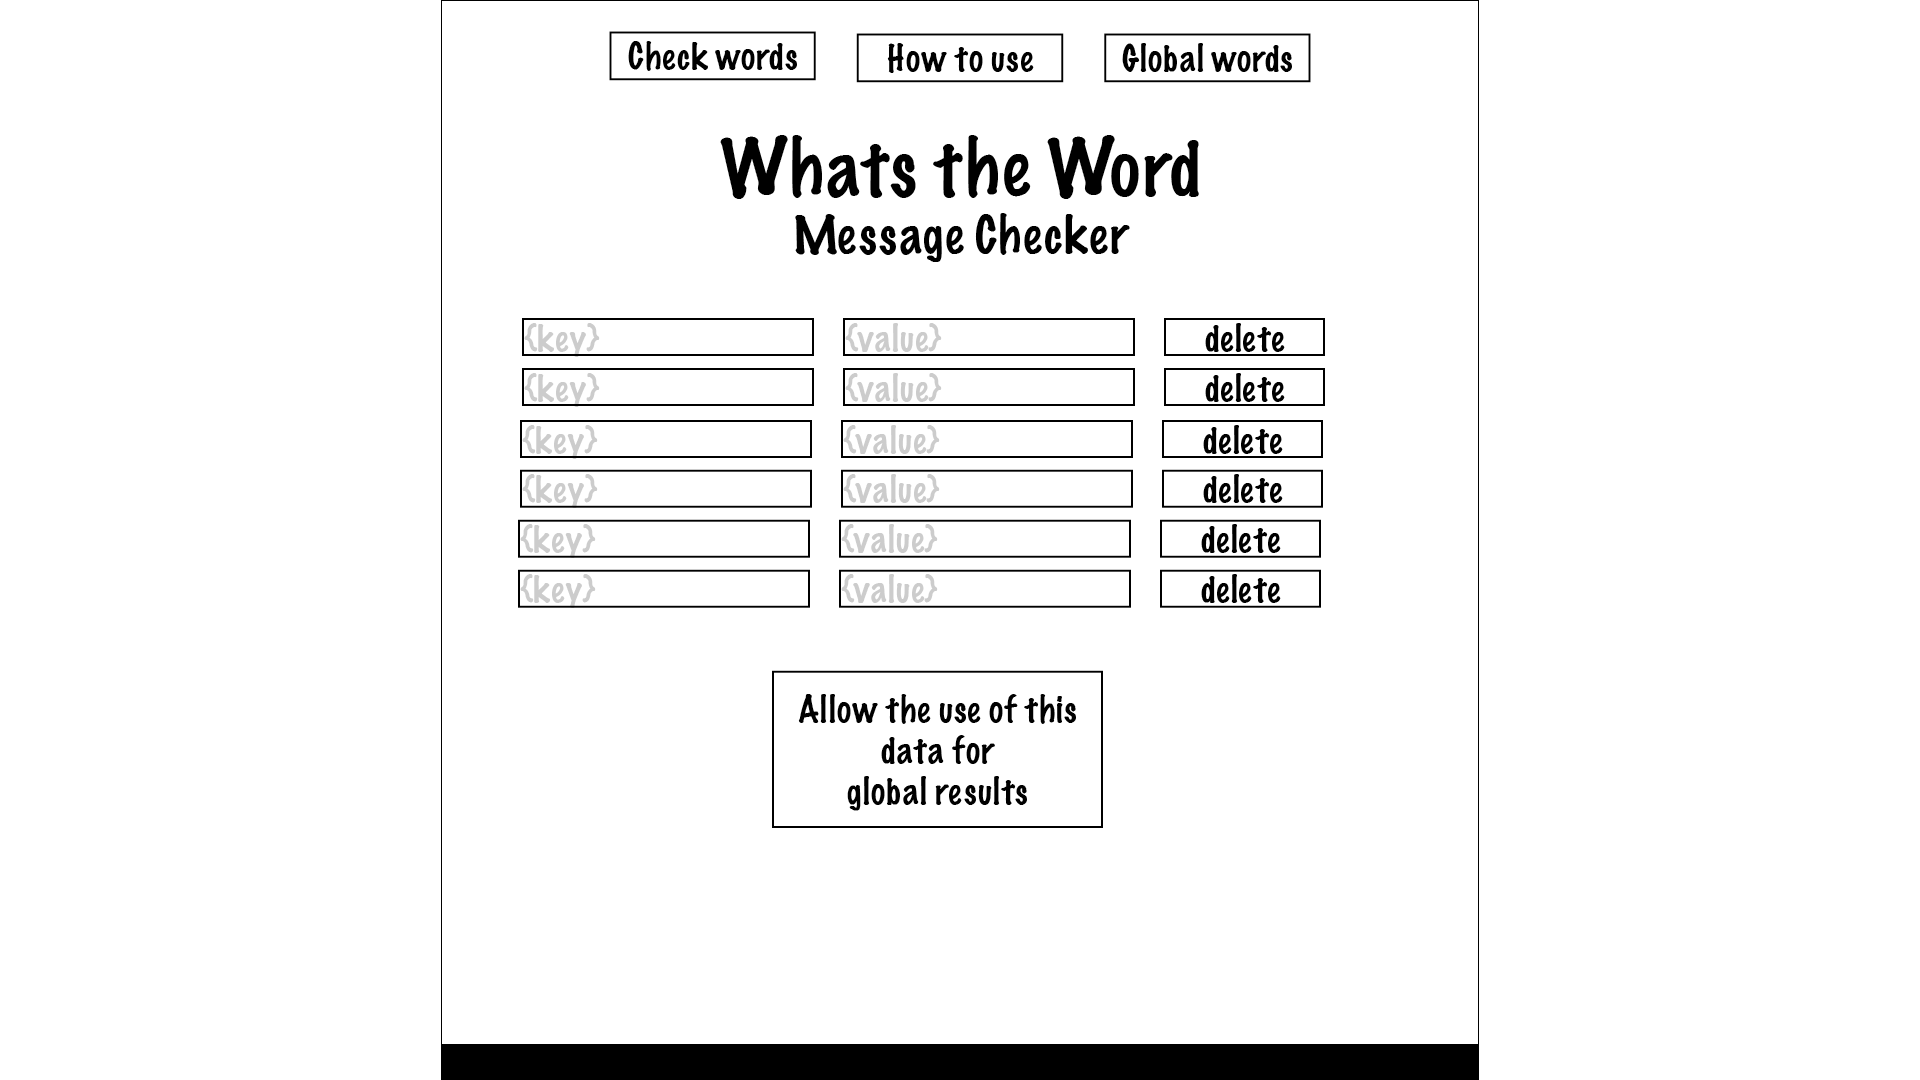 Check words How to use Global words
Whats the Word
Message Checker
{key} {value} delete
{key} {value} delete
{key} {value} delete
{key} {value} delete
{key} {value} delete
{key} {value} delete
Allow the use of this
data for
global results